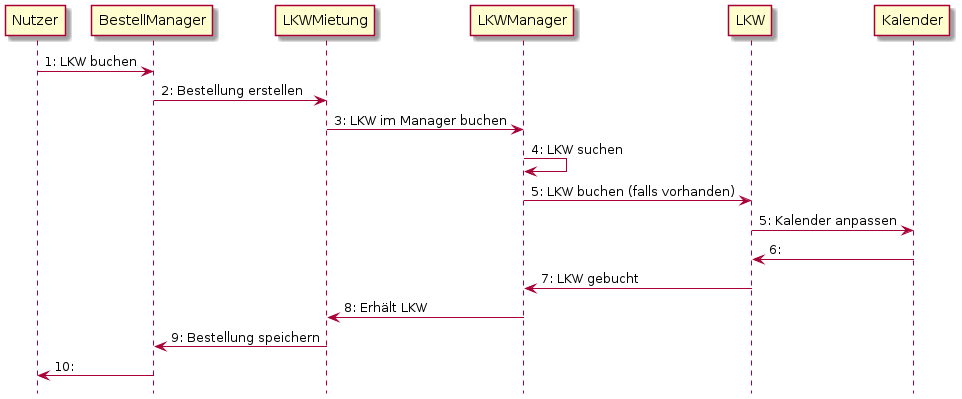 Nutzer BestellManager LKWMietung LKWManager LKW Kalender
1: LKW buchen
2: Bestellung erstellen
3: LKW im Manager buchen
4: LKW suchen
5: LKW buchen (falls vorhanden)
5: Kalender anpassen
6:
7: LKW gebucht
8: Erhält LKW
9: Bestellung speichern
10: